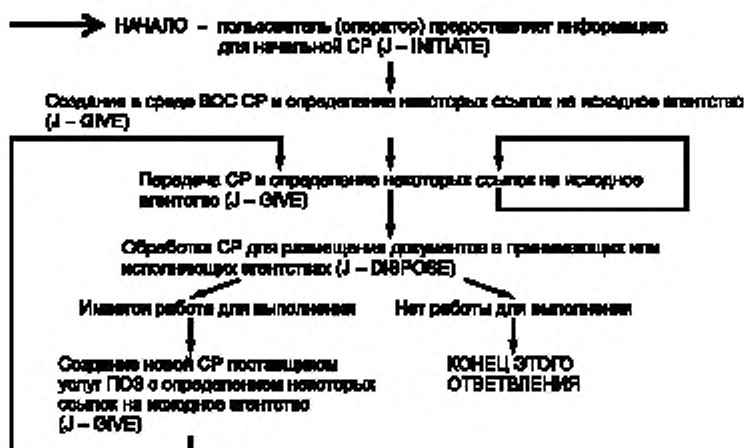 НАЧАЛО – пользователь (оператор) предоставляет информацию
для начальной СР (J – INITIATE)
Создание в среде ВОС СР и определение некоторых ссылок на исходное агентство
(J – GIVE)
Передача СР и определение некоторых ссылок на исходное
агентство (J – GIVE)
Обработка СР для размещения документов в принимающих или
исполняющих агентствах (J – DISPOSE)
Имеется работа для выполнения
Нет работы для выполнения
Создание новой СР поставщиком
услуг ПОЗ с определением некоторых
ссылок на исходное агентство
(J – GIVE)
КОНЕЦ ЭТОГО
ОТВЕТВЛЕНИЯ